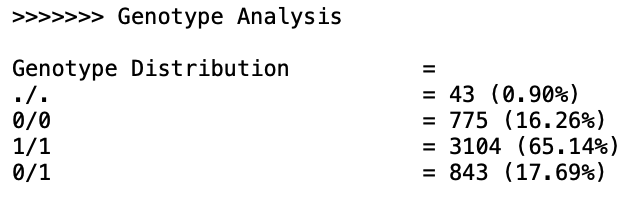 >>>>>>> Genotype Analysis
Genotype Distribution =
./. = 43 (0.90%)
0/0 = 775 (16.26%)
1/1 = 3104 (65.14%)
0/1 = 843 (17.69%)